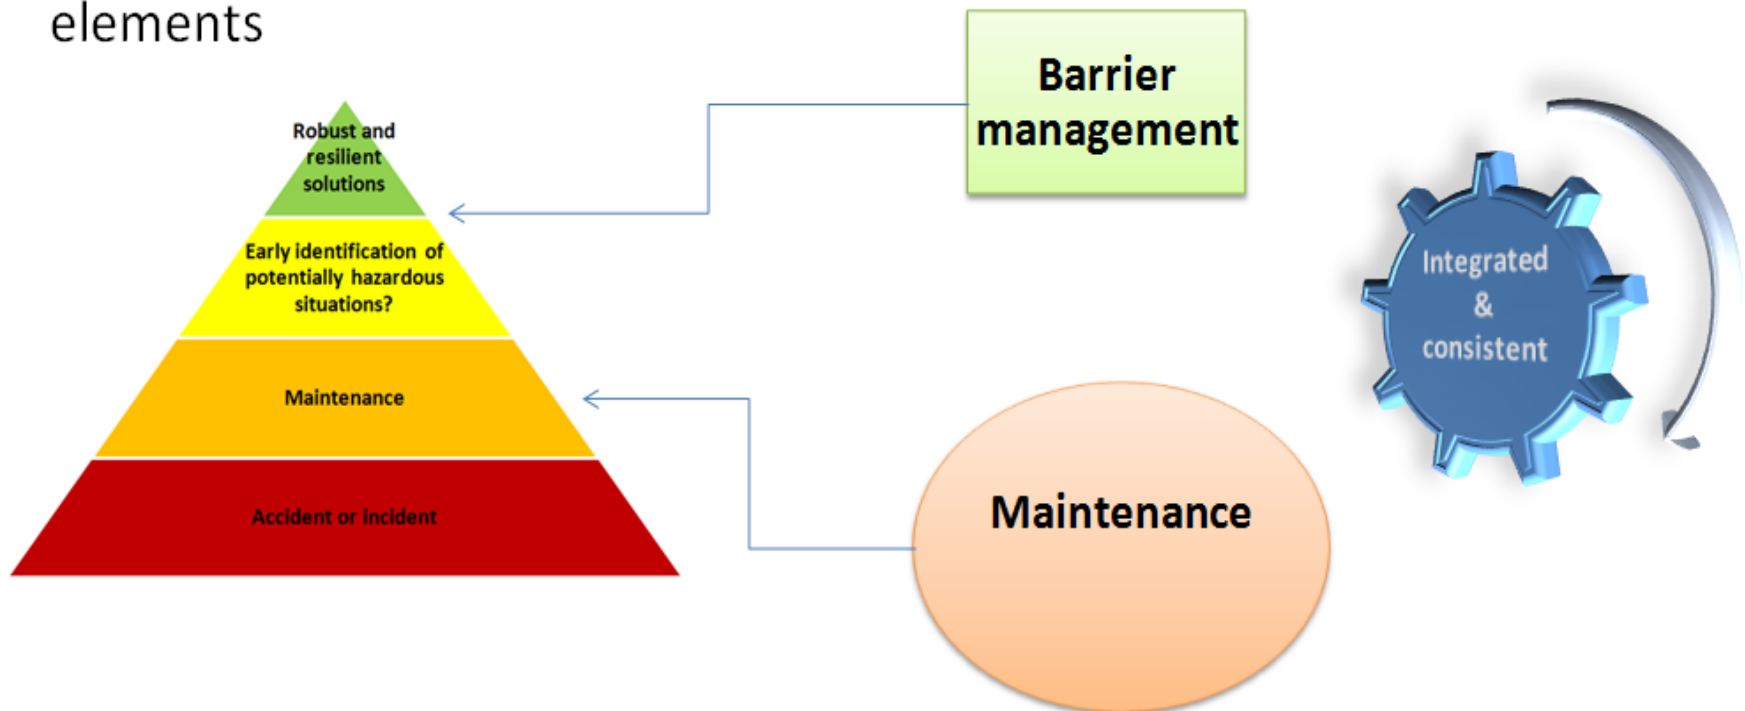 elements
Robust and
resilient
solutions
Early identification of
potentially hazardous
situations?
Maintenance
Accident or incident
Barrier
management
Maintenance
Integrated
&
consistent